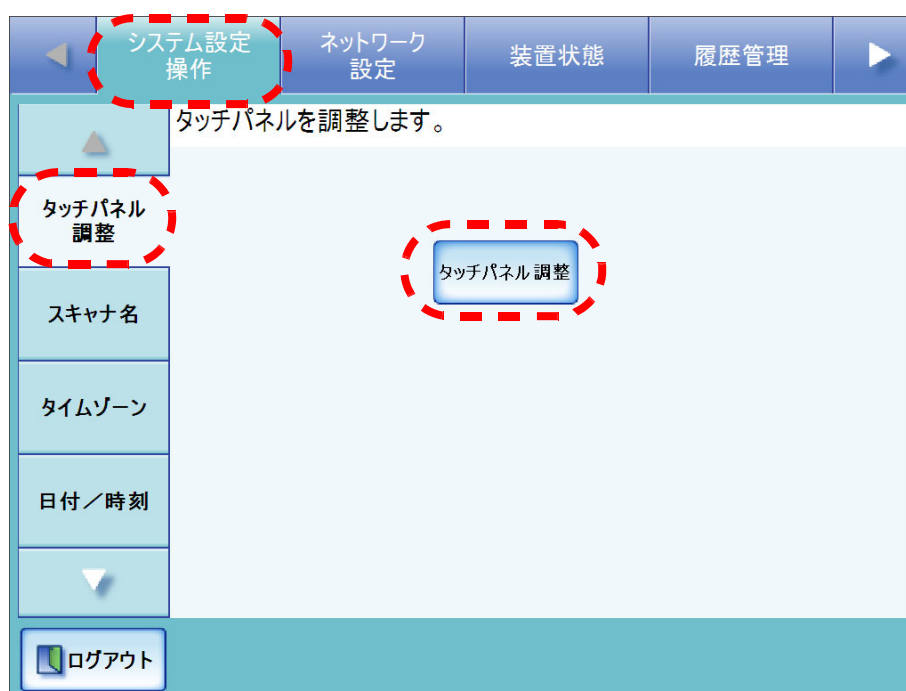 システム設定
操作
ネットワーク
設定
装置状態
履歴管理
タッチパネルを調整します。
タッチパネル
調整
タッチパネル 調整
スキャナ名
タイムゾーン
日付／時刻
ログアウト